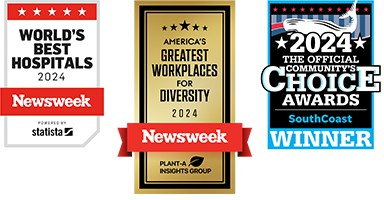 WORLD'S
BEST
HOSPITALS
2024
Newsweek
POWERED BY
statista
AMERICA'S
GREATEST
WORKPLACES
FOR
DIVERSITY
2024
Newsweek
PLANT-A
INSIGHTS GROUP
2024
THE OFFICIAL
COMMUNITY'S
CHOICE
AWARDS
SouthCoast
WINNER